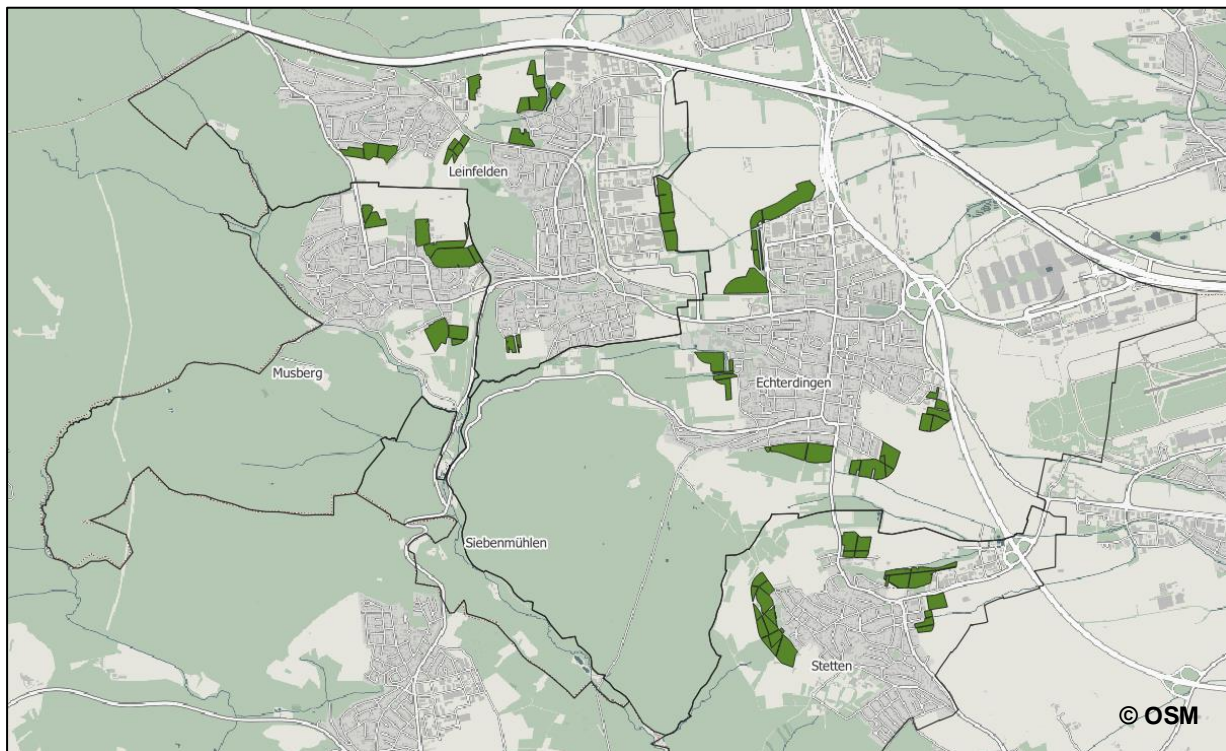 Leinfelden
Musberg
Echterdingen
Siebenmühlen
Stetten
© OSM